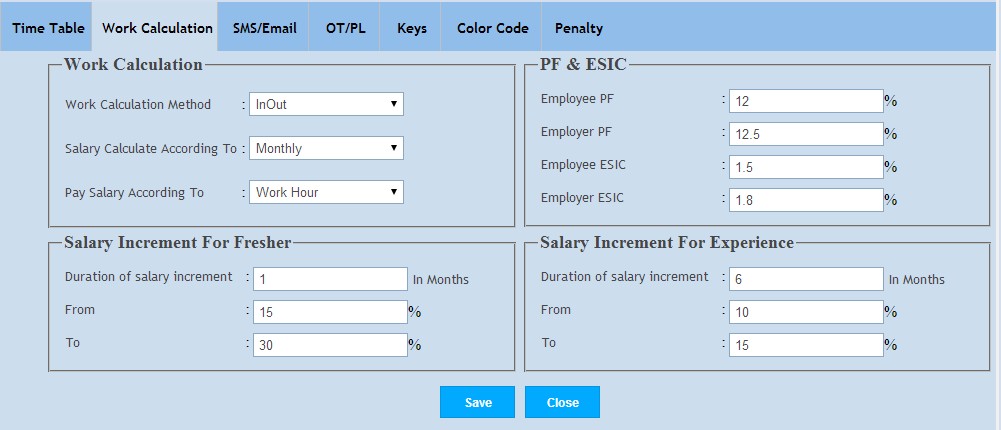 Time Table Work Calculation SMS/Email OT/PL Keys Color Code Penalty
Work Calculation
Work Calculation Method : InOut
Salary Calculate According To : Monthly
Pay Salary According To : Work Hour
PF & ESIC
Employee PF : 12 %
Employer PF : 12.5 %
Employee ESIC : 1.5 %
Employer ESIC : 1.8 %
Salary Increment For Fresher
Duration of salary increment : 1 In Months
From : 15 %
To : 30 %
Salary Increment For Experience
Duration of salary increment : 6 In Months
From : 10 %
To : 15 %
Save Close